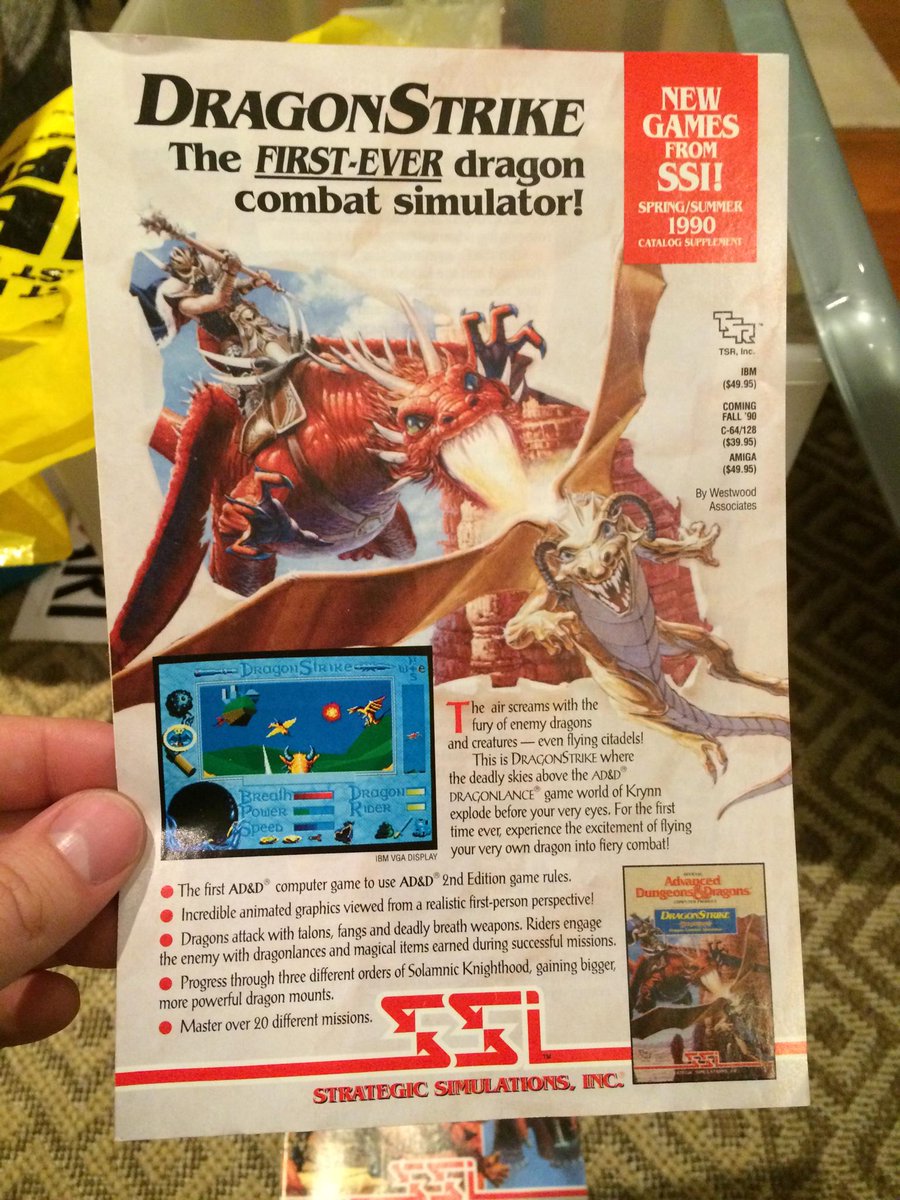 DRAGONSTRIKE
The FIRST-EVER dragon
combat simulator!
NEW
GAMES
FROM
SSI!
SPRING/SUMMER
1990
CATALOG SUPPLEMENT
TSR™
TSR, Inc.
IBM
($49.95)
COMING
FALL '90
C-64/128
($39.95)
AMIGA
($49.95)
By Westwood
Associates
DRAGONSTRIKE
Breath
Power
Speed
Dragon
Rider
IBM VGA DISPLAY
The air screams with the
fury of enemy dragons
and creatures — even flying citadels!
This is DRAGONSTRIKE where
the deadly skies above the AD&D®
DRAGONLANCE® game world of Krynn
explode before your very eyes. For the first
time ever, experience the excitement of flying
your very own dragon into fiery combat!
● The first AD&D® computer game to use AD&D® 2nd Edition game rules.
● Incredible animated graphics viewed from a realistic first-person perspective!
● Dragons attack with talons, fangs and deadly breath weapons. Riders engage
the enemy with dragonlances and magical items earned during successful missions.
● Progress through three different orders of Solamnic Knighthood, gaining bigger,
more powerful dragon mounts.
● Master over 20 different missions.
Advanced
Dungeons & Dragons
COMPUTER PRODUCT
DRAGONSTRIKE
SSI
SSI™
STRATEGIC SIMULATIONS, INC.®
SSI